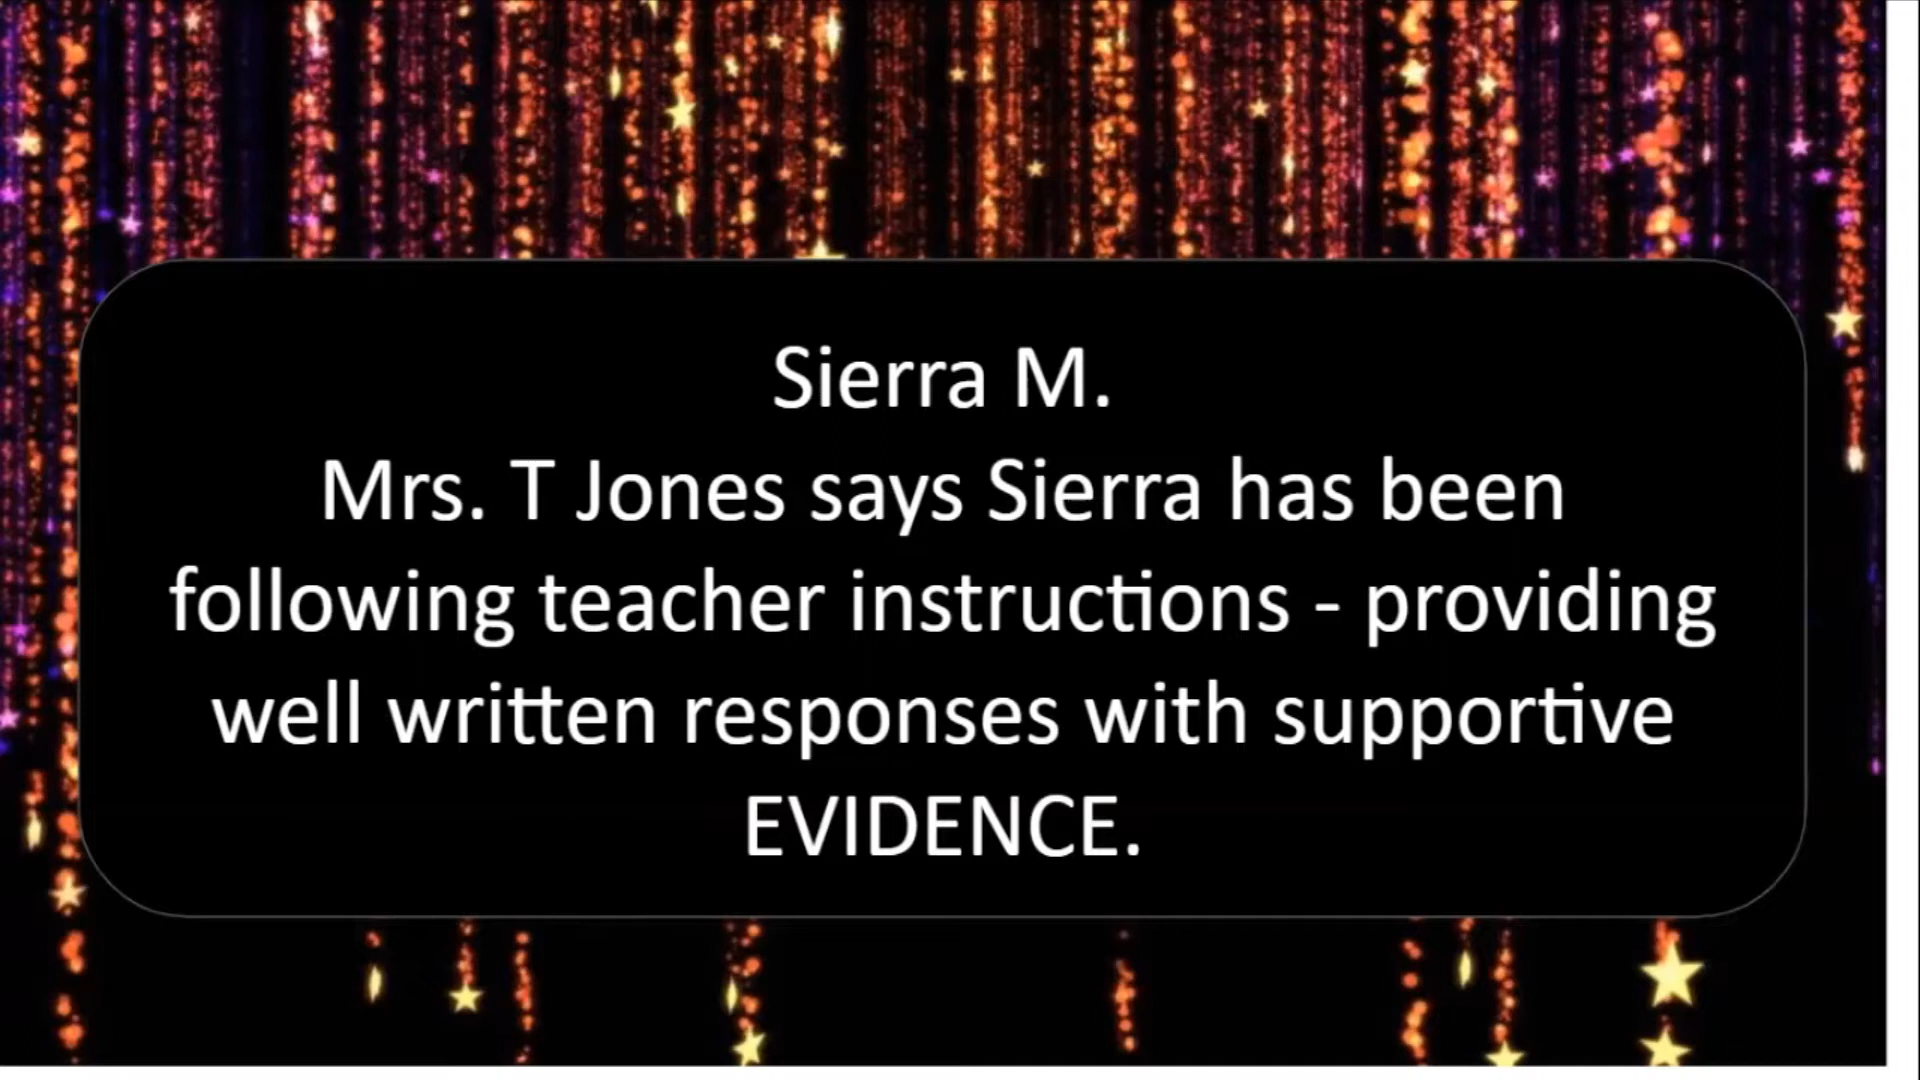 Sierra M.
Mrs. T Jones says Sierra has been
following teacher instructions - providing
well written responses with supportive
EVIDENCE.